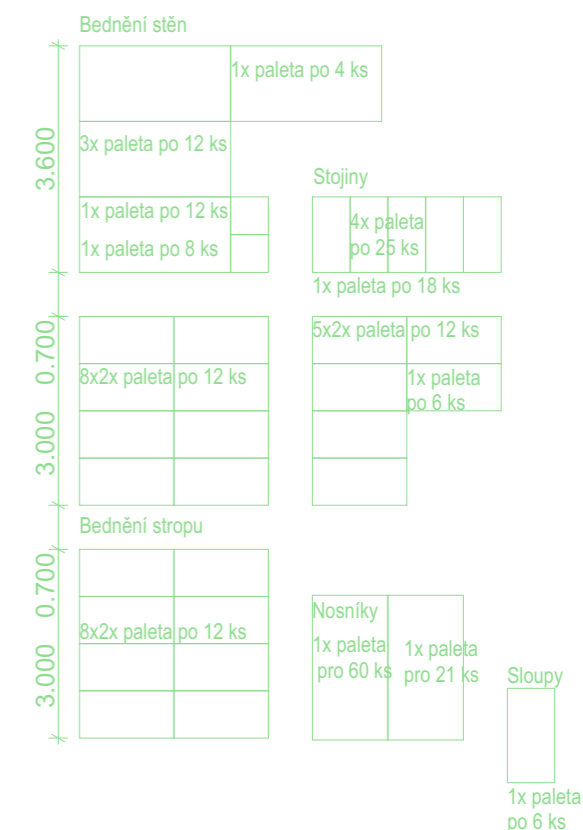 Bednění stěn
1x paleta po 4 ks
3.600
3x paleta po 12 ks
1x paleta po 12 ks
1x paleta po 8 ks
Stojiny
4x paleta
po 25 ks
1x paleta po 18 ks
0.700
3.000
8x2x paleta po 12 ks
5x2x paleta po 12 ks
1x paleta
po 6 ks
Bednění stropu
0.700
3.000
8x2x paleta po 12 ks
Nosníky
1x paleta
pro 60 ks
1x paleta
pro 21 ks
Sloupy
1x paleta
po 6 ks